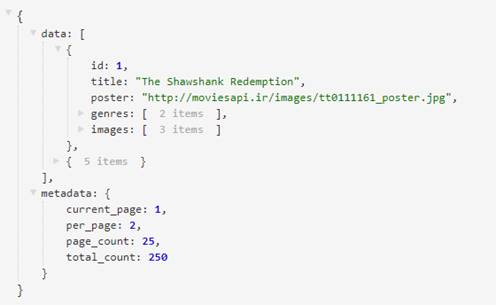 {
data: [
{
id: 1,
title: "The Shawshank Redemption",
poster: "http://moviesapi.ir/images/tt0111161_poster.jpg",
genres: [ 2 items ],
images: [ 3 items ]
},
{ 5 items }
],
metadata: {
current_page: 1,
per_page: 2,
page_count: 25,
total_count: 250
}
}